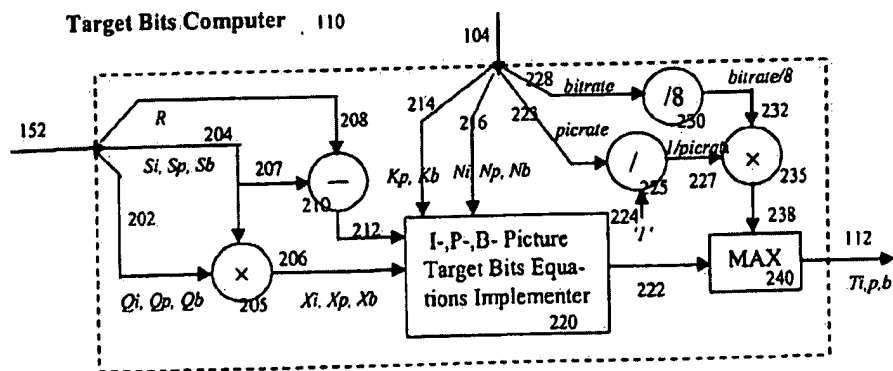 Target Bits Computer 110
104
152
R
208
204
Si, Sp, Sb
207
210
−
202
212
206
×
205
Qi, Qp, Qb
Xi, Xp, Xb
214
216
Kp, Kb
Ni, Np, Nb
228
bitrate
223
picrate
/8
230
bitrate/8
232
/
225
1/picrate
227
×
235
224
'1'
238
I-,P-,B- Picture
Target Bits Equa-
tions Implementer
220
222
MAX
240
112
Ti,p,b